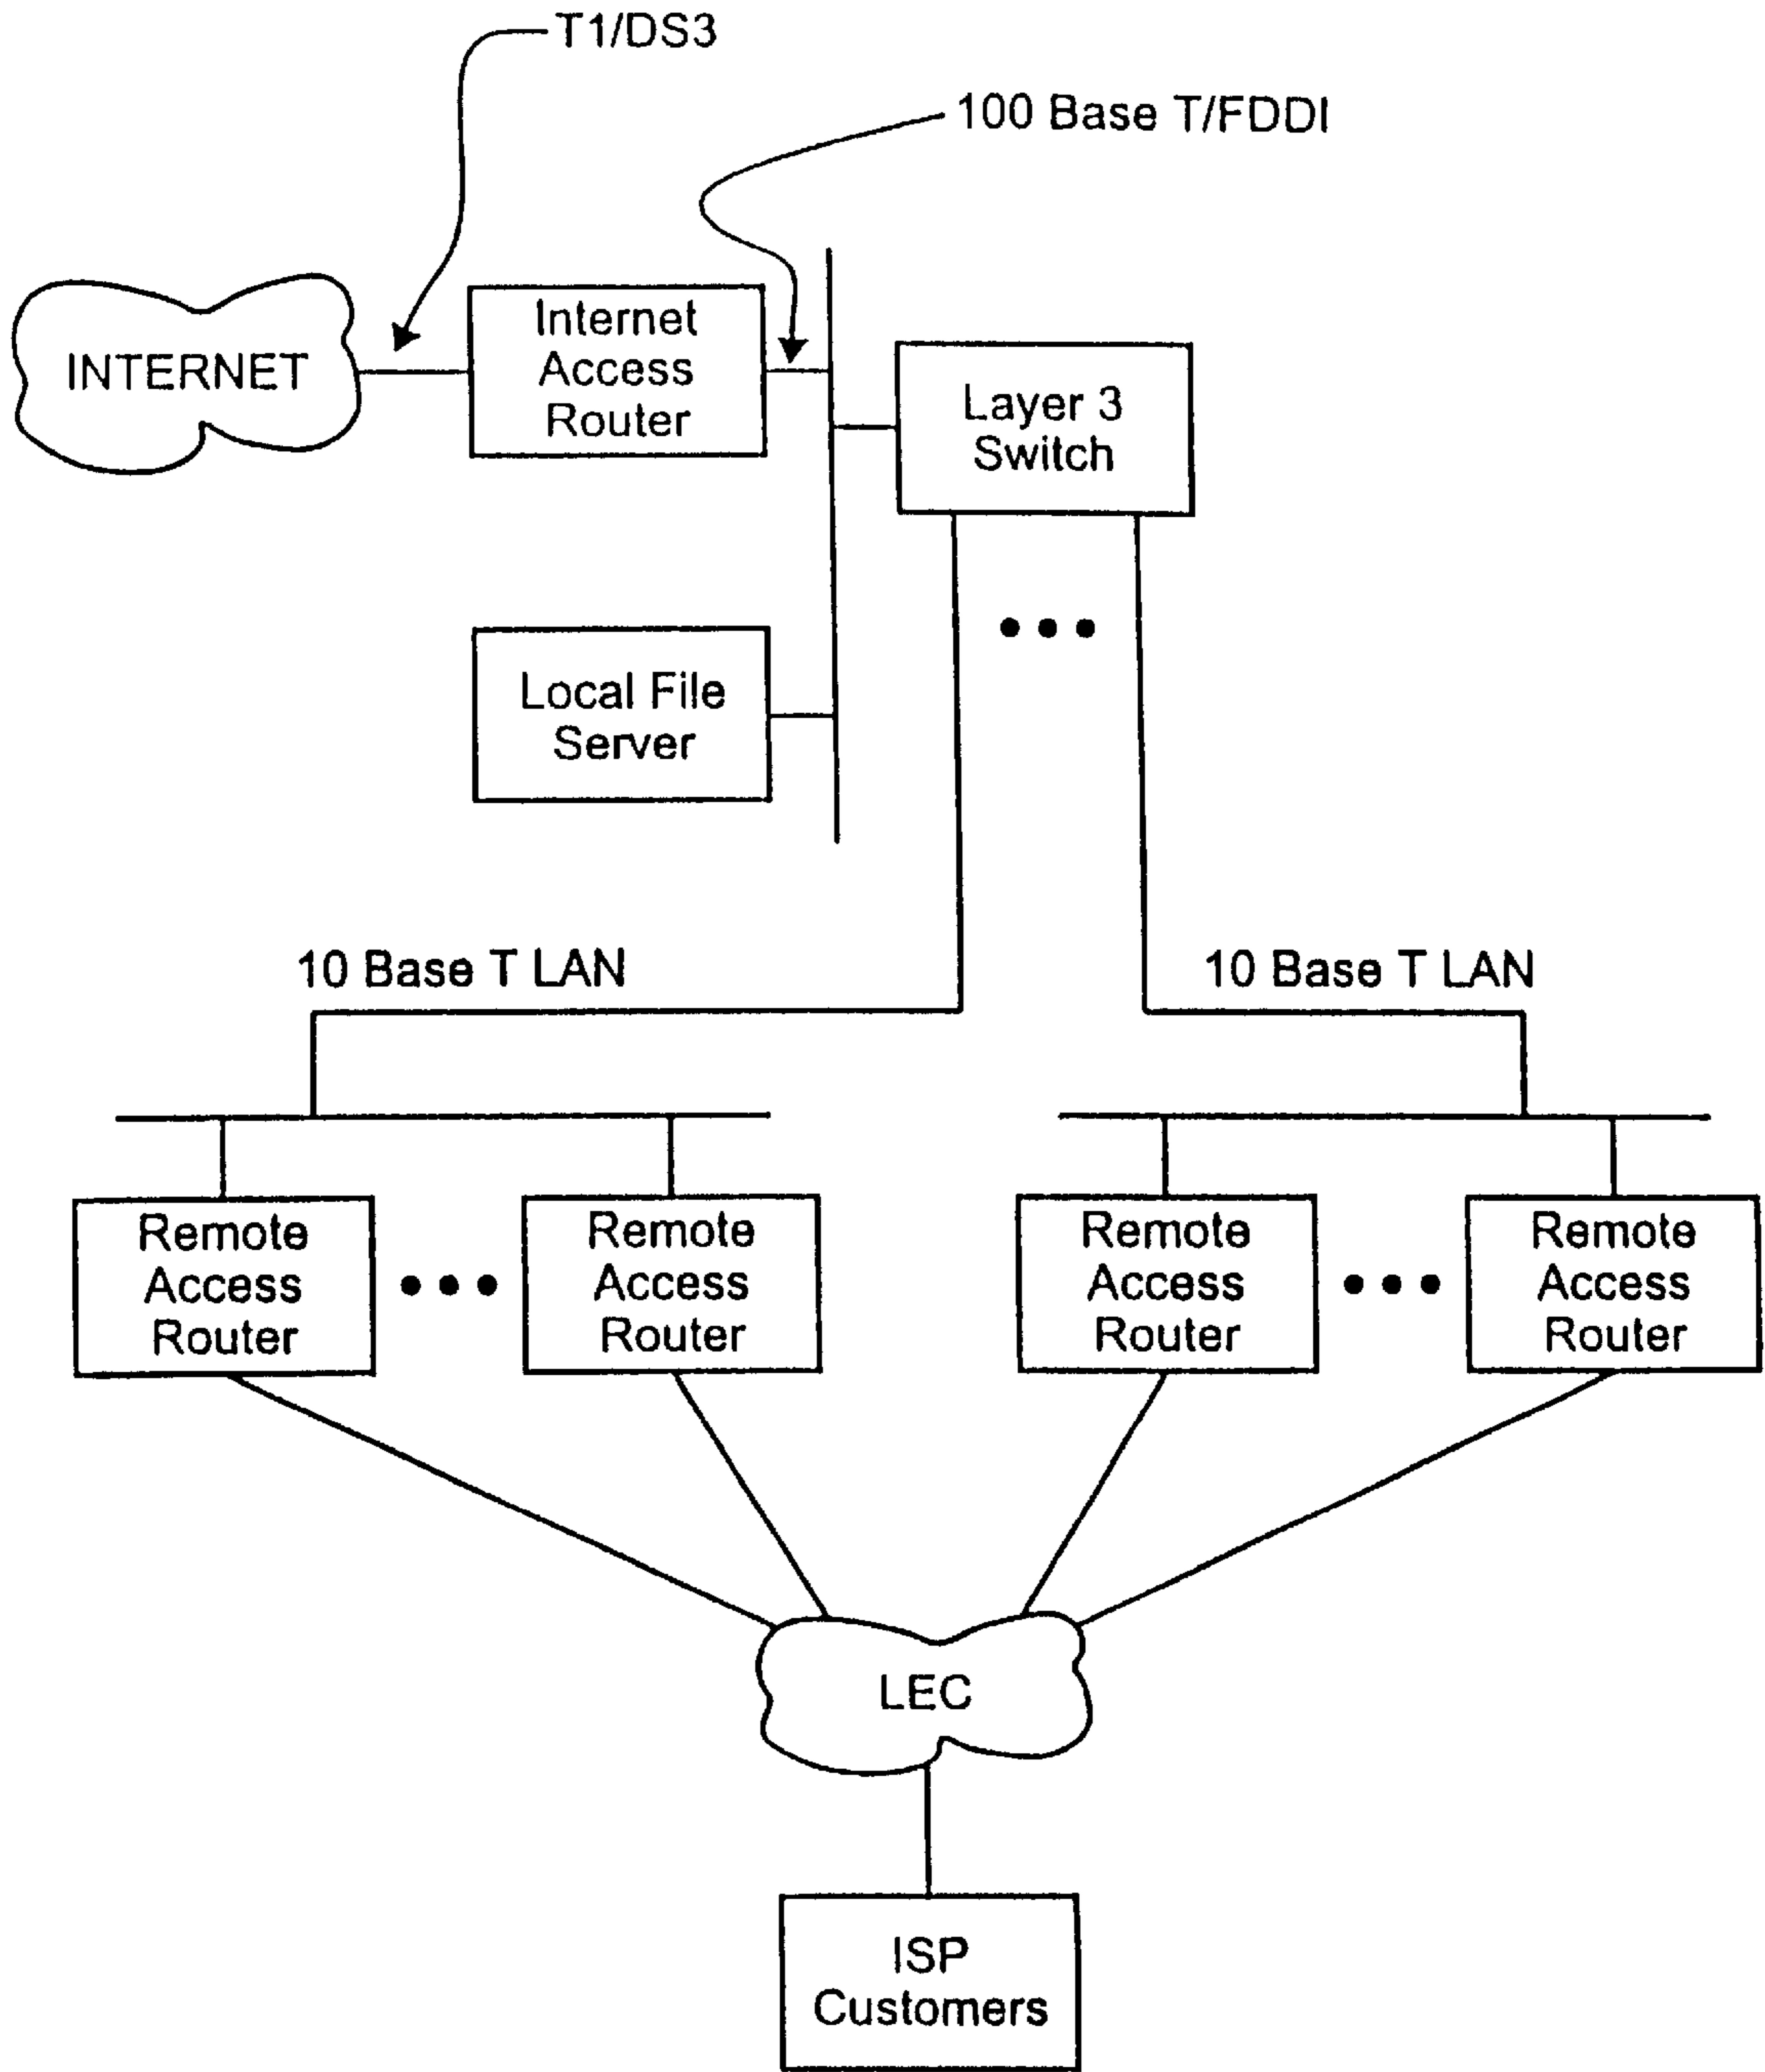 T1/DS3
100 Base T/FDDI
INTERNET
Internet
Access
Router
Layer 3
Switch
Local File
Server
10 Base T LAN
10 Base T LAN
Remote
Access
Router
Remote
Access
Router
Remote
Access
Router
Remote
Access
Router
LEC
ISP
Customers